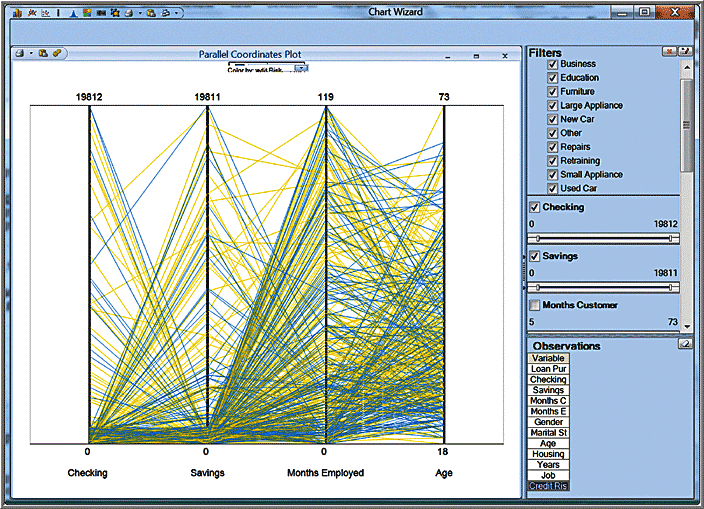 Chart Wizard
Parallel Coordinates Plot
19812 19811 119 73
0 0 0 18
Checking Savings Months Employed Age
Filters
Business
Education
Furniture
Large Appliance
New Car
Other
Repairs
Retraining
Small Appliance
Used Car
Checking
0 19812
Savings
0 19811
Months Customer
5 73
Observations
Variable
Loan Pur
Checking
Savings
Months C
Months E
Gender
Marital St
Age
Housing
Years
Job
Credit Ris